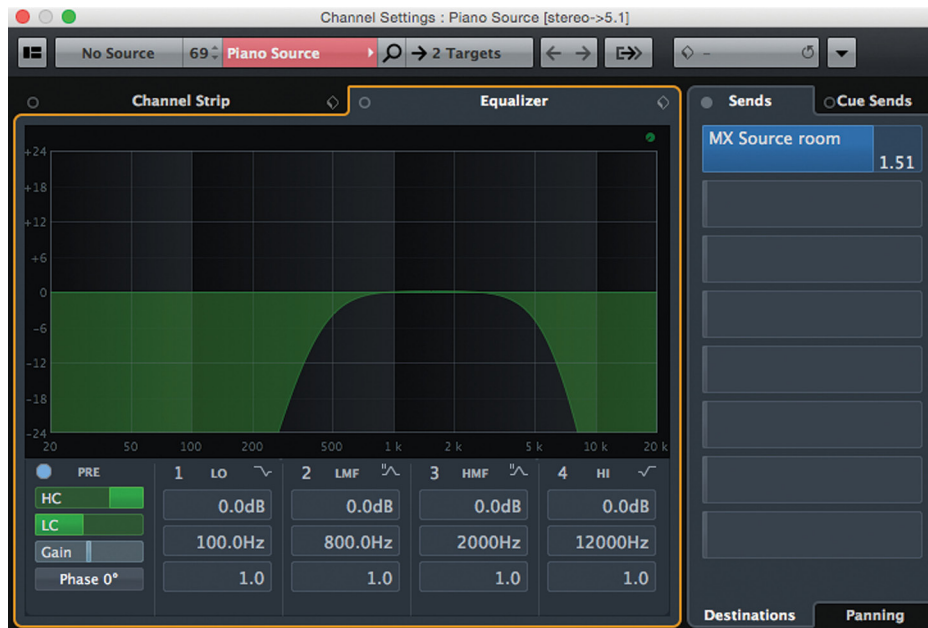 Channel Settings : Piano Source [stereo->5.1]
No Source 69 Piano Source 2 Targets –
Channel Strip Equalizer Sends Cue Sends
MX Source room
1.51
+24
+18
+12
+6
0
-6
-12
-18
-24
20 50 100 200 500 1 k 2 k 5 k 10 k 20 k
PRE 1 LO 2 LMF 3 HMF 4 HI
HC 0.0dB 0.0dB 0.0dB 0.0dB
LC 100.0Hz 800.0Hz 2000Hz 12000Hz
Gain 1.0 1.0 1.0 1.0
Phase 0°
Destinations Panning